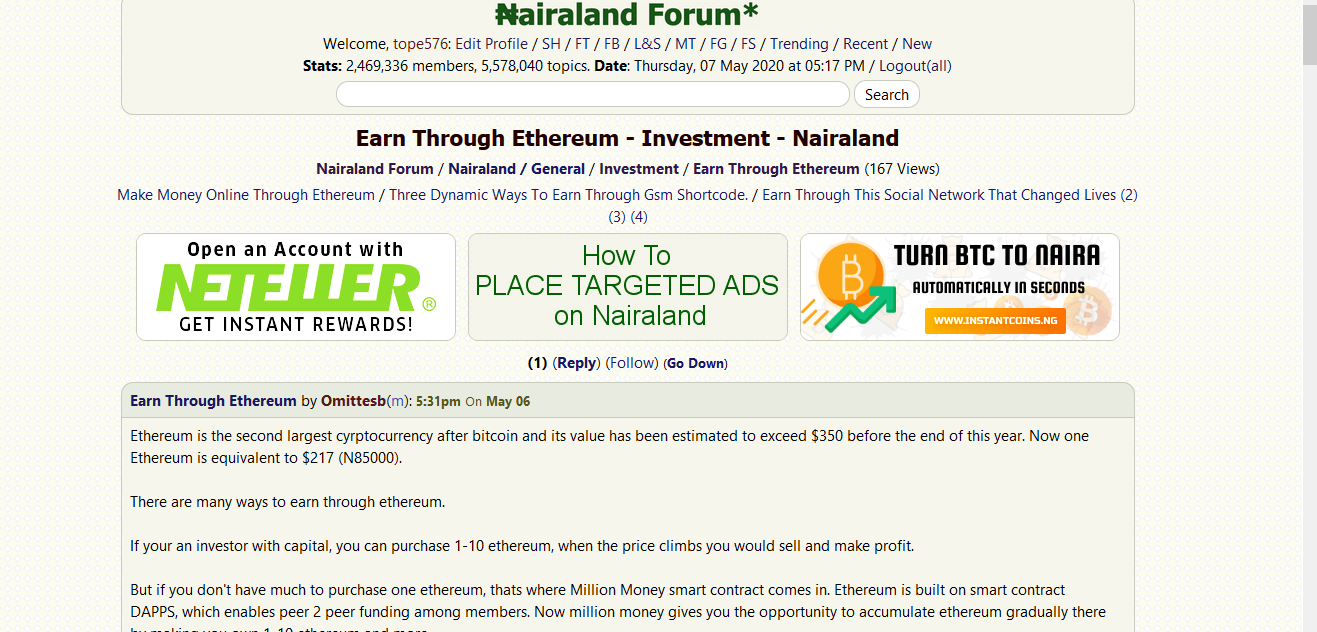 ₦airaland Forum*
Welcome, tope576: Edit Profile / SH / FT / FB / L&S / MT / FG / FS / Trending / Recent / New
Stats: 2,469,336 members, 5,578,040 topics. Date: Thursday, 07 May 2020 at 05:17 PM / Logout(all)
Search
Earn Through Ethereum - Investment - Nairaland
Nairaland Forum / Nairaland / General / Investment / Earn Through Ethereum (167 Views)
Make Money Online Through Ethereum / Three Dynamic Ways To Earn Through Gsm Shortcode. / Earn Through This Social Network That Changed Lives (2)
(3) (4)
Open an Account with
NETELLER®
GET INSTANT REWARDS!
How To
PLACE TARGETED ADS
on Nairaland
TURN BTC TO NAIRA
AUTOMATICALLY IN SECONDS
WWW.INSTANTCOINS.NG
(1) (Reply) (Follow) (Go Down)
Earn Through Ethereum by Omittesb(m): 5:31pm On May 06
Ethereum is the second largest cyrptocurrency after bitcoin and its value has been estimated to exceed $350 before the end of this year. Now one
Ethereum is equivalent to $217 (N85000).
There are many ways to earn through ethereum.
If your an investor with capital, you can purchase 1-10 ethereum, when the price climbs you would sell and make profit.
But if you don't have much to purchase one ethereum, thats where Million Money smart contract comes in. Ethereum is built on smart contract
DAPPS, which enables peer 2 peer funding among members. Now million money gives you the opportunity to accumulate ethereum gradually there
by making you own 1-10 ethereum and more